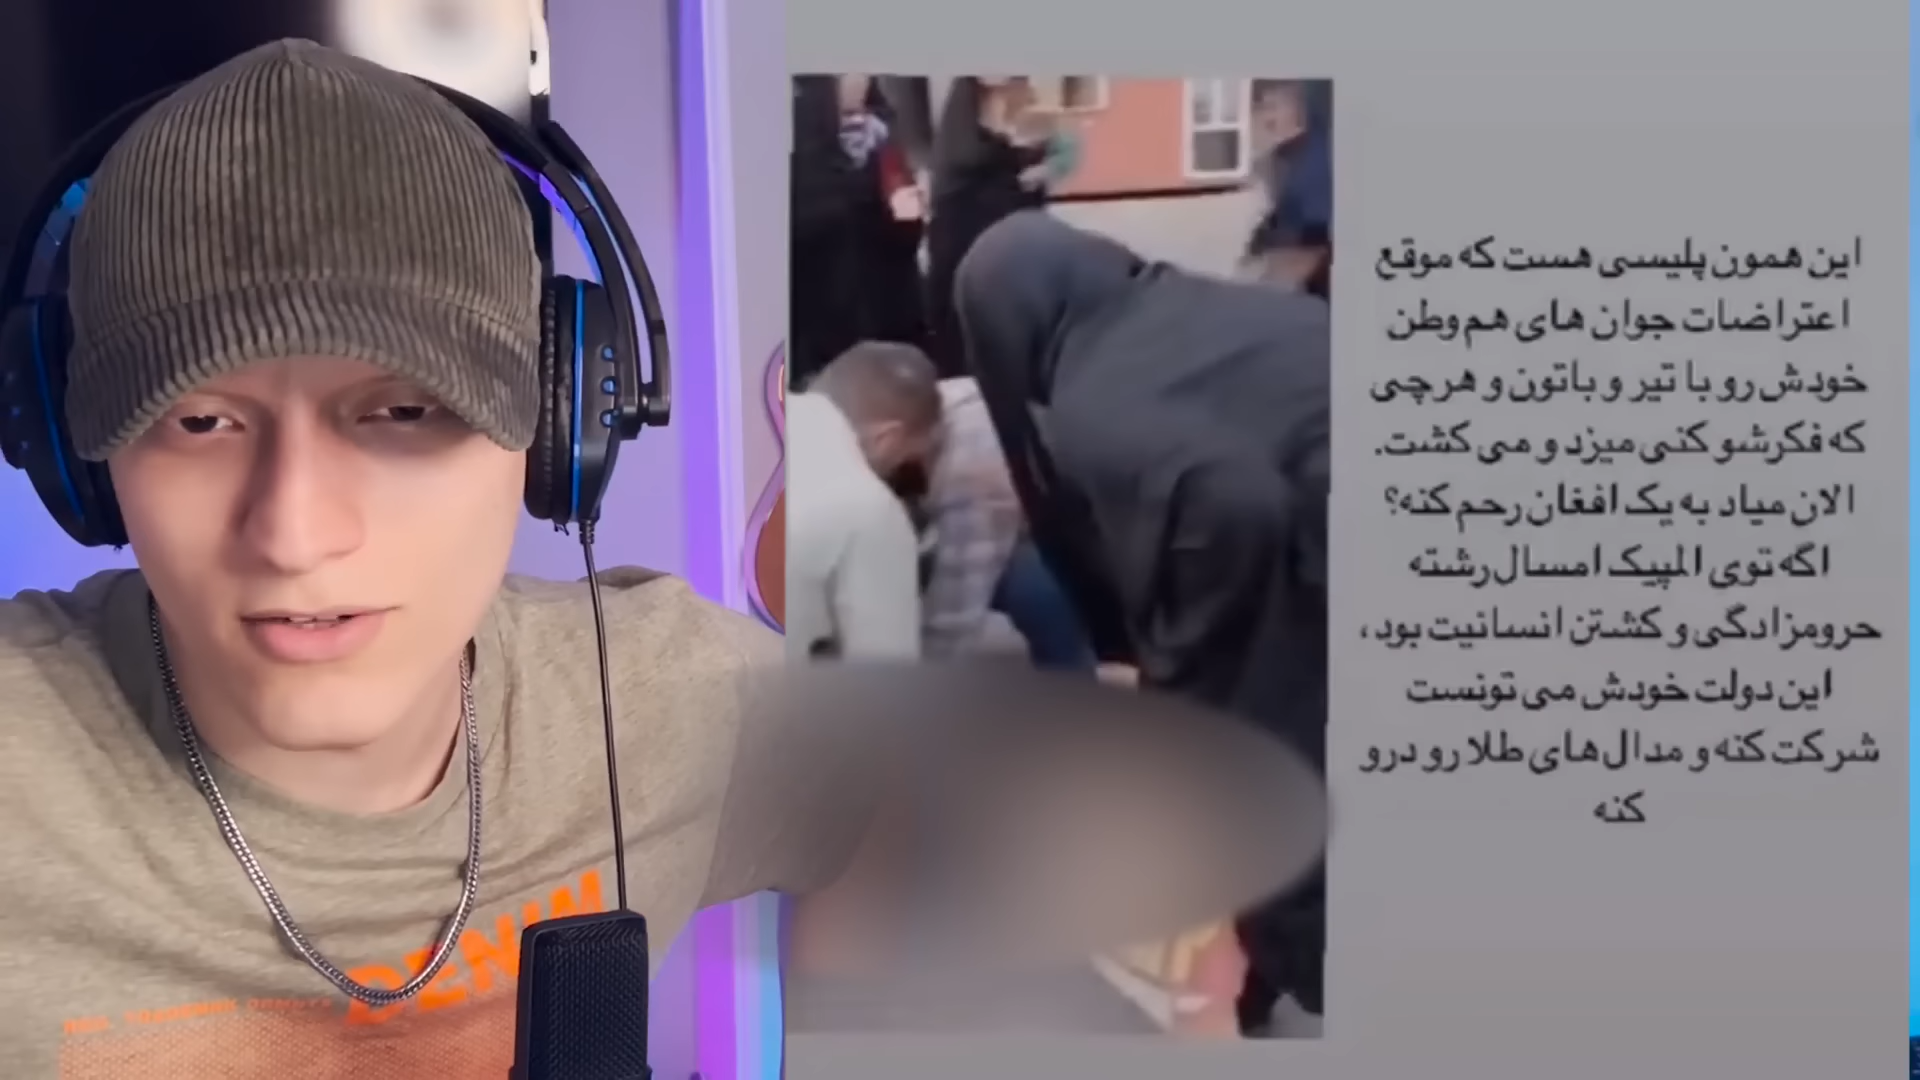 این همون پلیسی هست که موقع
اعتراضات جوان های هم وطن
خودش رو با تیر و باتون و هرچی
که فکرشو کنی میزد و می کشت.
الان میاد به یک افغان رحم کنه؟
اگه توی المپیک امسال رشته
حرومزادگی و کشتن انسانیت بود،
این دولت خودش می تونست
شرکت کنه و مدال های طلا رو درو
کنه
DENIM